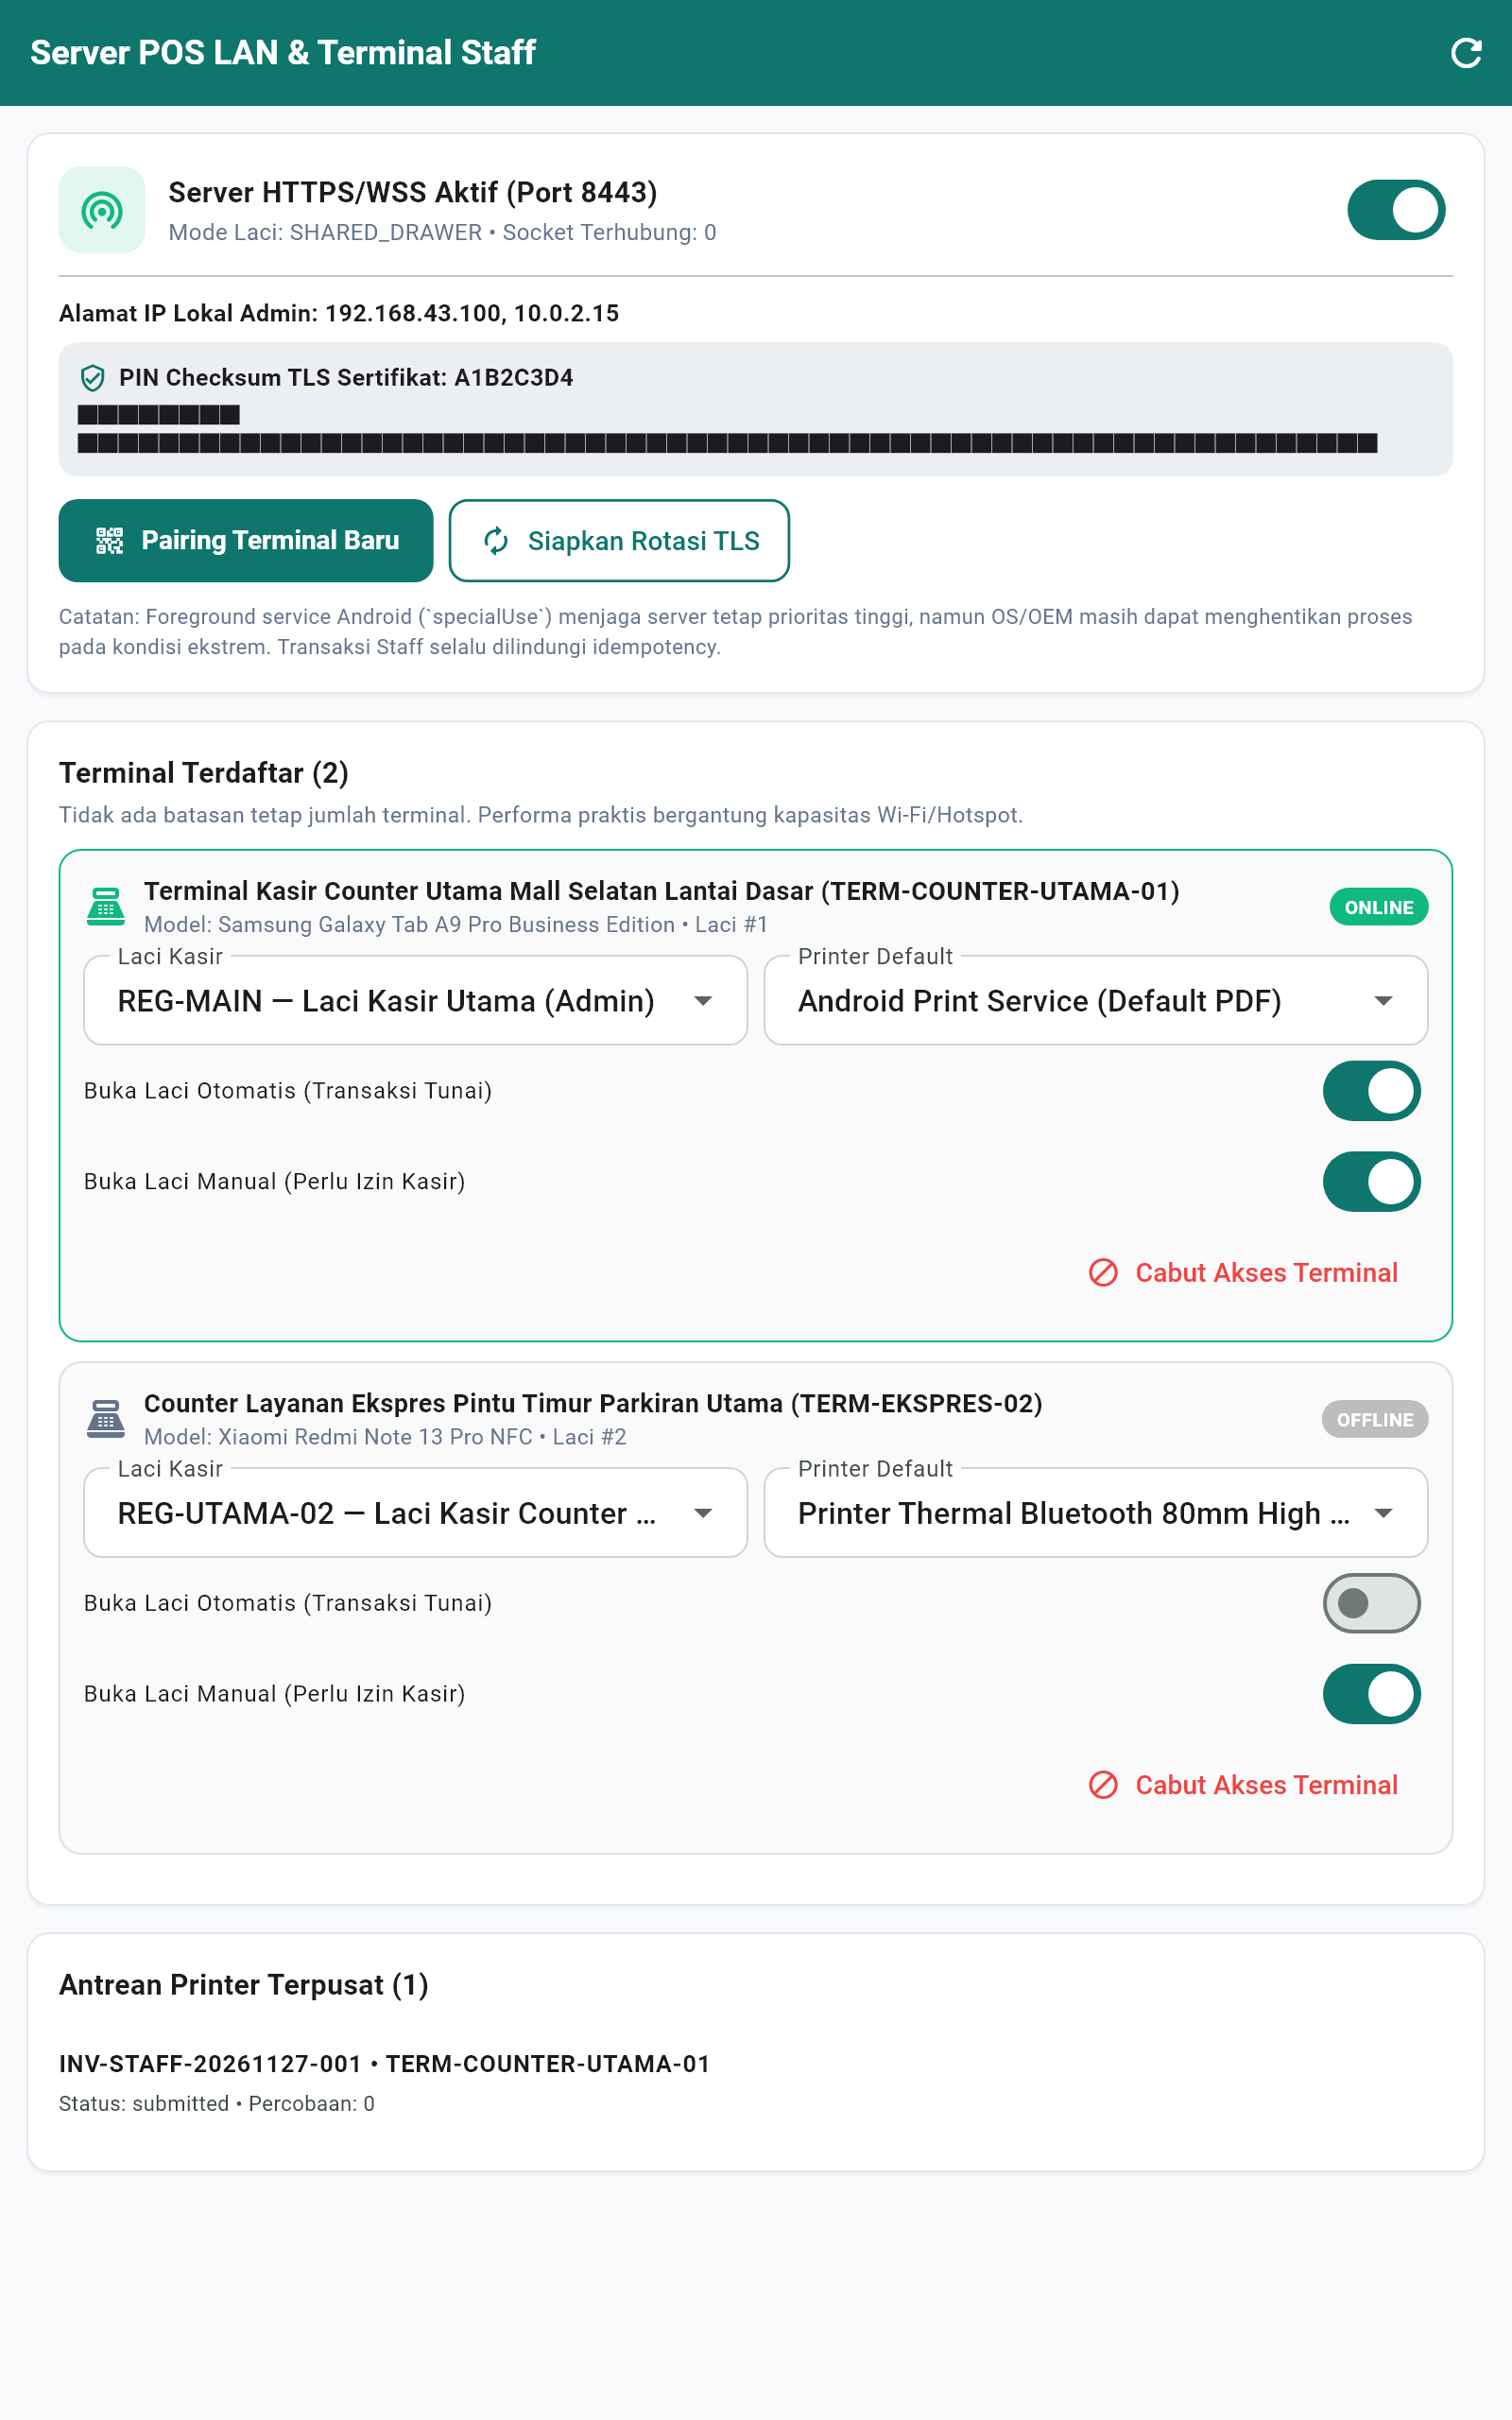 Server POS LAN & Terminal Staff
Server HTTPS/WSS Aktif (Port 8443)
Mode Laci: SHARED_DRAWER • Socket Terhubung: 0
Alamat IP Lokal Admin: 192.168.43.100, 10.0.2.15
PIN Checksum TLS Sertifikat: A1B2C3D4
Pairing Terminal Baru
Siapkan Rotasi TLS
Catatan: Foreground service Android (`specialUse`) menjaga server tetap prioritas tinggi, namun OS/OEM masih dapat menghentikan proses
pada kondisi ekstrem. Transaksi Staff selalu dilindungi idempotency.
Terminal Terdaftar (2)
Tidak ada batasan tetap jumlah terminal. Performa praktis bergantung kapasitas Wi-Fi/Hotspot.
Terminal Kasir Counter Utama Mall Selatan Lantai Dasar (TERM-COUNTER-UTAMA-01)
Model: Samsung Galaxy Tab A9 Pro Business Edition • Laci #1
ONLINE
Laci Kasir
REG-MAIN — Laci Kasir Utama (Admin)
Printer Default
Android Print Service (Default PDF)
Buka Laci Otomatis (Transaksi Tunai)
Buka Laci Manual (Perlu Izin Kasir)
Cabut Akses Terminal
Counter Layanan Ekspres Pintu Timur Parkiran Utama (TERM-EKSPRES-02)
Model: Xiaomi Redmi Note 13 Pro NFC • Laci #2
OFFLINE
Laci Kasir
REG-UTAMA-02 — Laci Kasir Counter ...
Printer Default
Printer Thermal Bluetooth 80mm High ...
Buka Laci Otomatis (Transaksi Tunai)
Buka Laci Manual (Perlu Izin Kasir)
Cabut Akses Terminal
Antrean Printer Terpusat (1)
INV-STAFF-20261127-001 • TERM-COUNTER-UTAMA-01
Status: submitted • Percobaan: 0